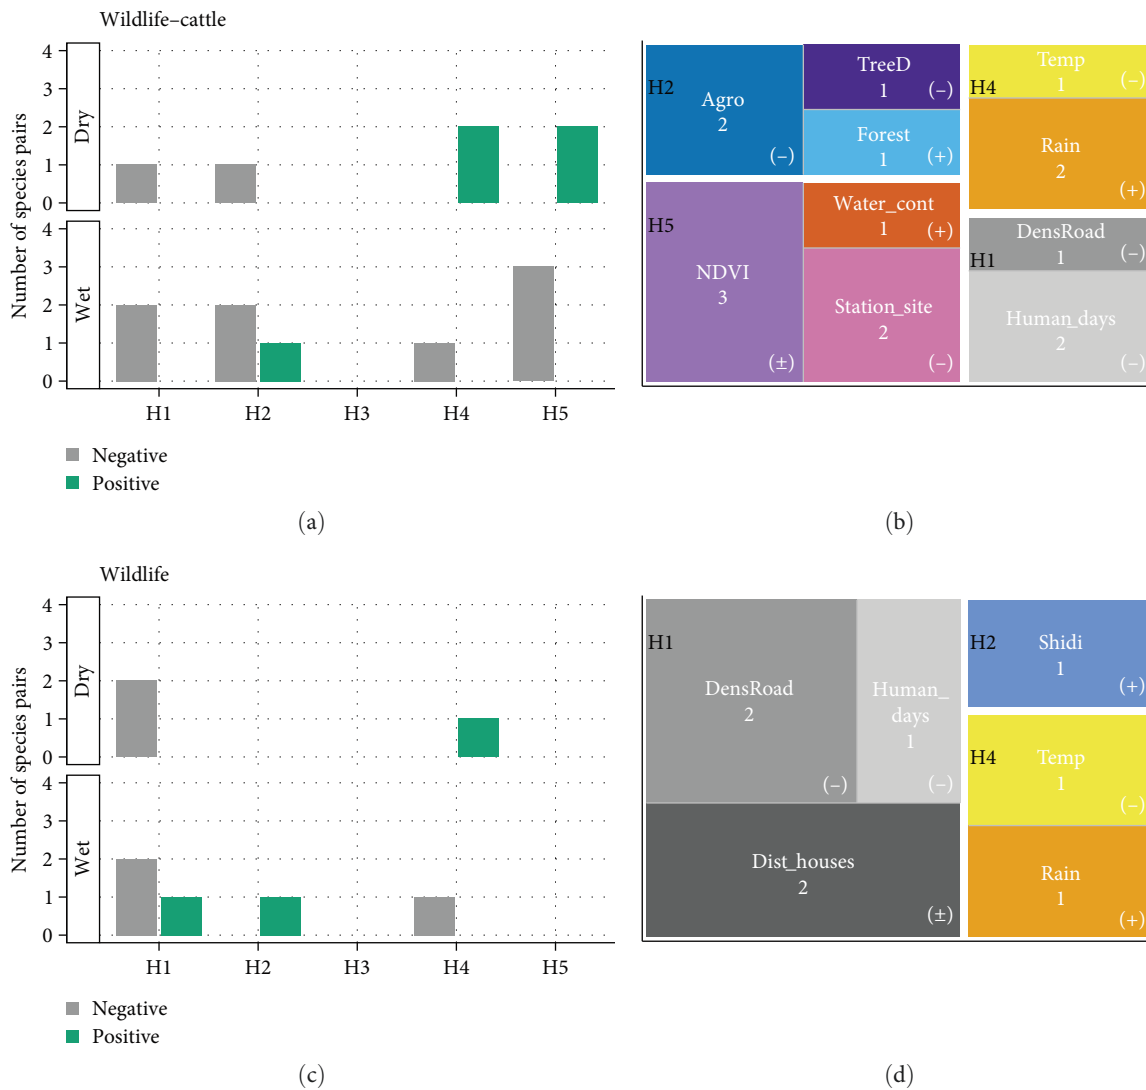 Wildlife–cattle
Number of species pairs
Dry
4
3
2
1
0
Wet
4
3
2
1
0
H1 H2 H3 H4 H5
Negative
Positive
(a)
H2
Agro
2
(–)
TreeD
1
(–)
Forest
1
(+)
H5
NDVI
3
(±)
Water_cont
1
(+)
Station_site
2
(–)
H4
Temp
1
(–)
Rain
2
(+)
H1
DensRoad
1
(–)
Human_days
2
(–)
(b)
Wildlife
Number of species pairs
Dry
4
3
2
1
0
Wet
4
3
2
1
0
H1 H2 H3 H4 H5
Negative
Positive
(c)
H1
DensRoad
2
(–)
Human_
days
1
(–)
Dist_houses
2
(±)
H2
Shidi
1
(+)
H4
Temp
1
(–)
Rain
1
(+)
(d)